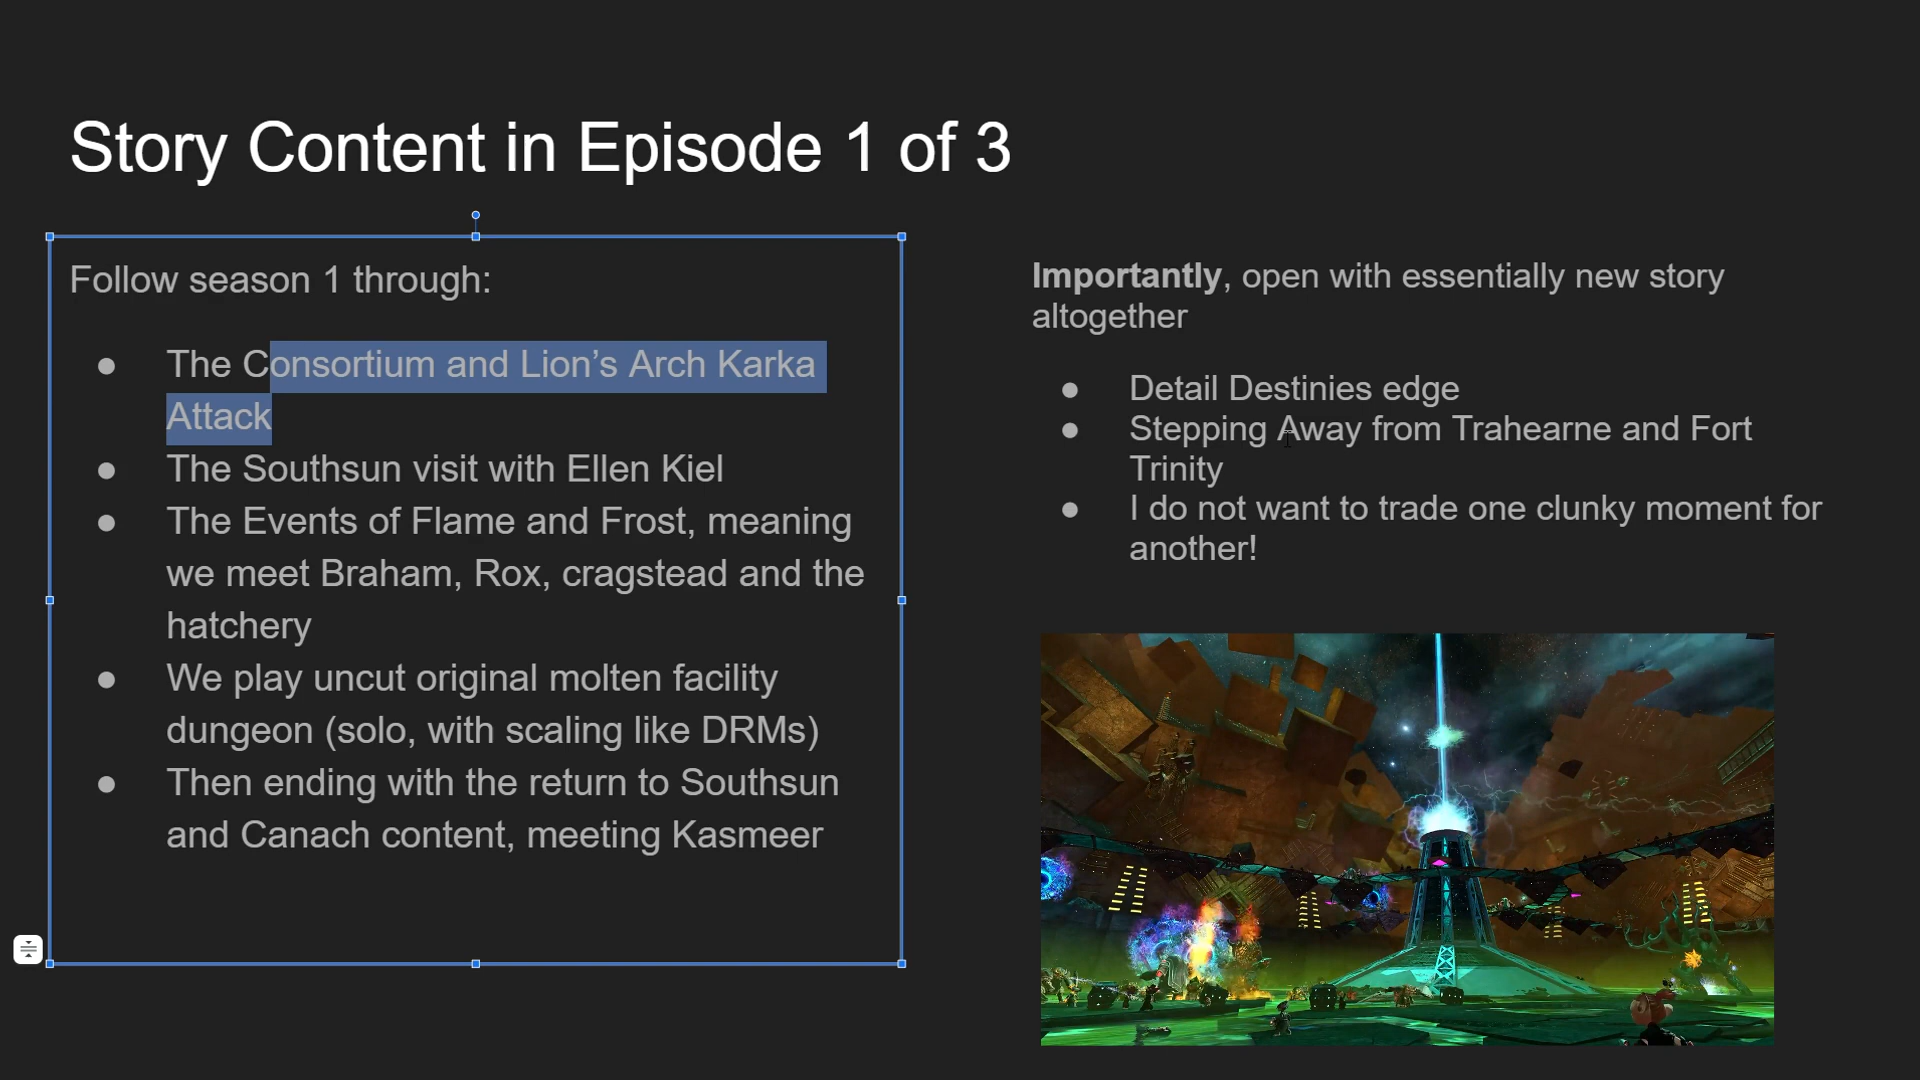 Story Content in Episode 1 of 3
Follow season 1 through:
● The Consortium and Lion’s Arch Karka
Attack
● The Southsun visit with Ellen Kiel
● The Events of Flame and Frost, meaning
we meet Braham, Rox, cragstead and the
hatchery
● We play uncut original molten facility
dungeon (solo, with scaling like DRMs)
● Then ending with the return to Southsun
and Canach content, meeting Kasmeer
Importantly, open with essentially new story
altogether
● Detail Destinies edge
● Stepping Away from Trahearne and Fort
Trinity
● I do not want to trade one clunky moment for
another!